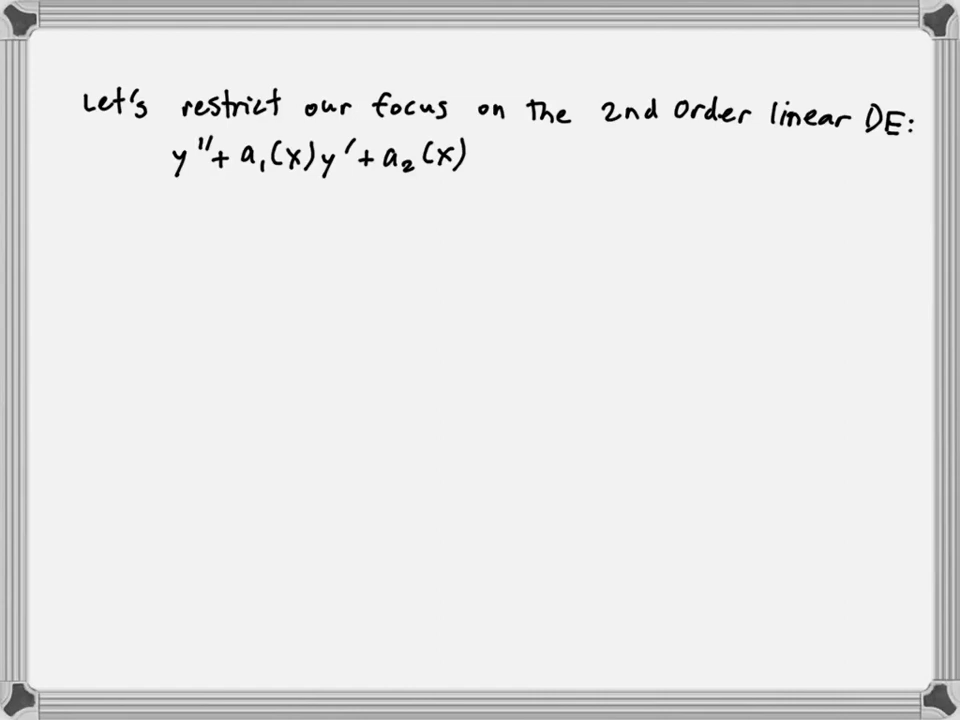 Let's restrict our focus on the 2nd order linear DE:
y'' + a₁(x)y' + a₂(x)